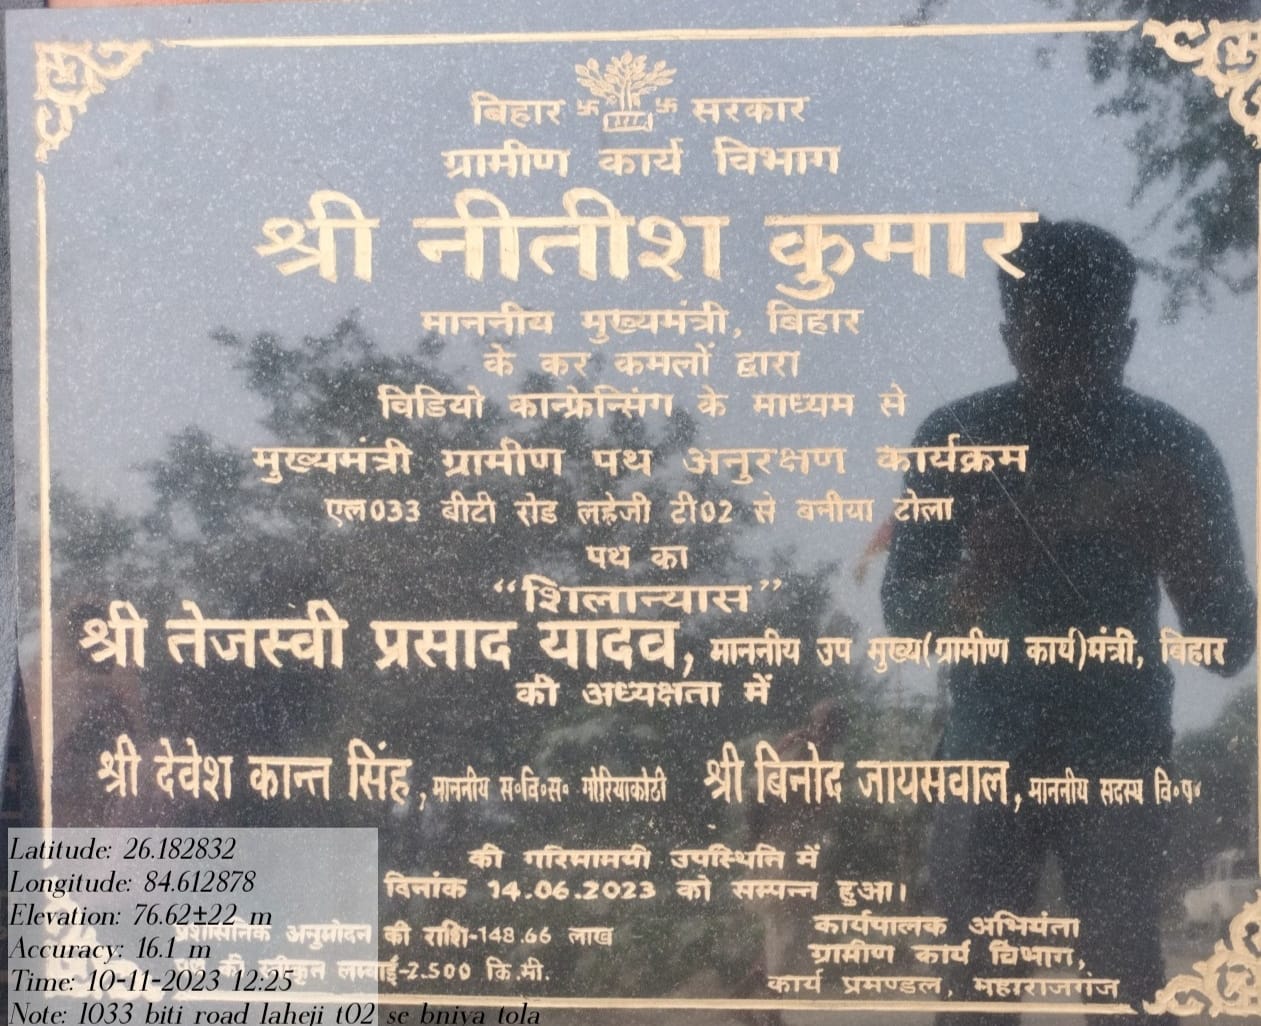 बिहार 卐 卐 सरकार
ग्रामीण कार्य विभाग
श्री नीतीश कुमार
माननीय मुख्यमंत्री, बिहार
के कर कमलों द्वारा
विडियो कान्फ्रेन्सिंग के माध्यम से
मुख्यमंत्री ग्रामीण पथ अनुरक्षण कार्यक्रम
एल033 बीटी रोड लहेजी टी02 से बनीया टोला
पथ का
“शिलान्यास”
श्री तेजस्वी प्रसाद यादव, माननीय उप मुख्य(ग्रामीण कार्य)मंत्री, बिहार
की अध्यक्षता में
श्री देवेश कान्त सिंह, माननीय स॰वि॰स॰ गोरियाकोठी श्री बिनोद जायसवाल, माननीय सदस्य वि॰प॰
की गरिमामयी उपस्थिति में
दिनांक 14.06.2023 को सम्पन्न हुआ।
प्रशासनिक अनुमोदन की राशि-148.66 लाख
की स्वीकृत लम्बाई-2.500 कि.मी.
कार्यपालक अभियंता
ग्रामीण कार्य विभाग,
कार्य प्रमण्डल, महाराजगंज
Latitude: 26.182832
Longitude: 84.612878
Elevation: 76.62±22 m
Accuracy: 16.1 m
Time: 10-11-2023 12:25
Note: l033 biti road laheji t02 se bniya tola